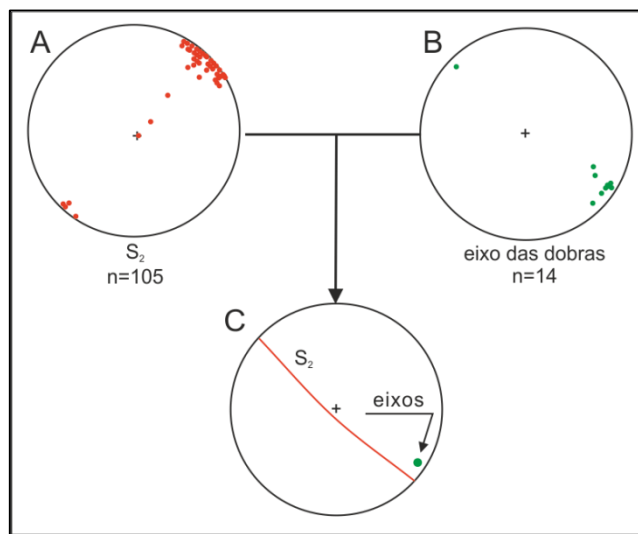 A
B
S₂
n=105
eixo das dobras
n=14
C
S₂
eixos